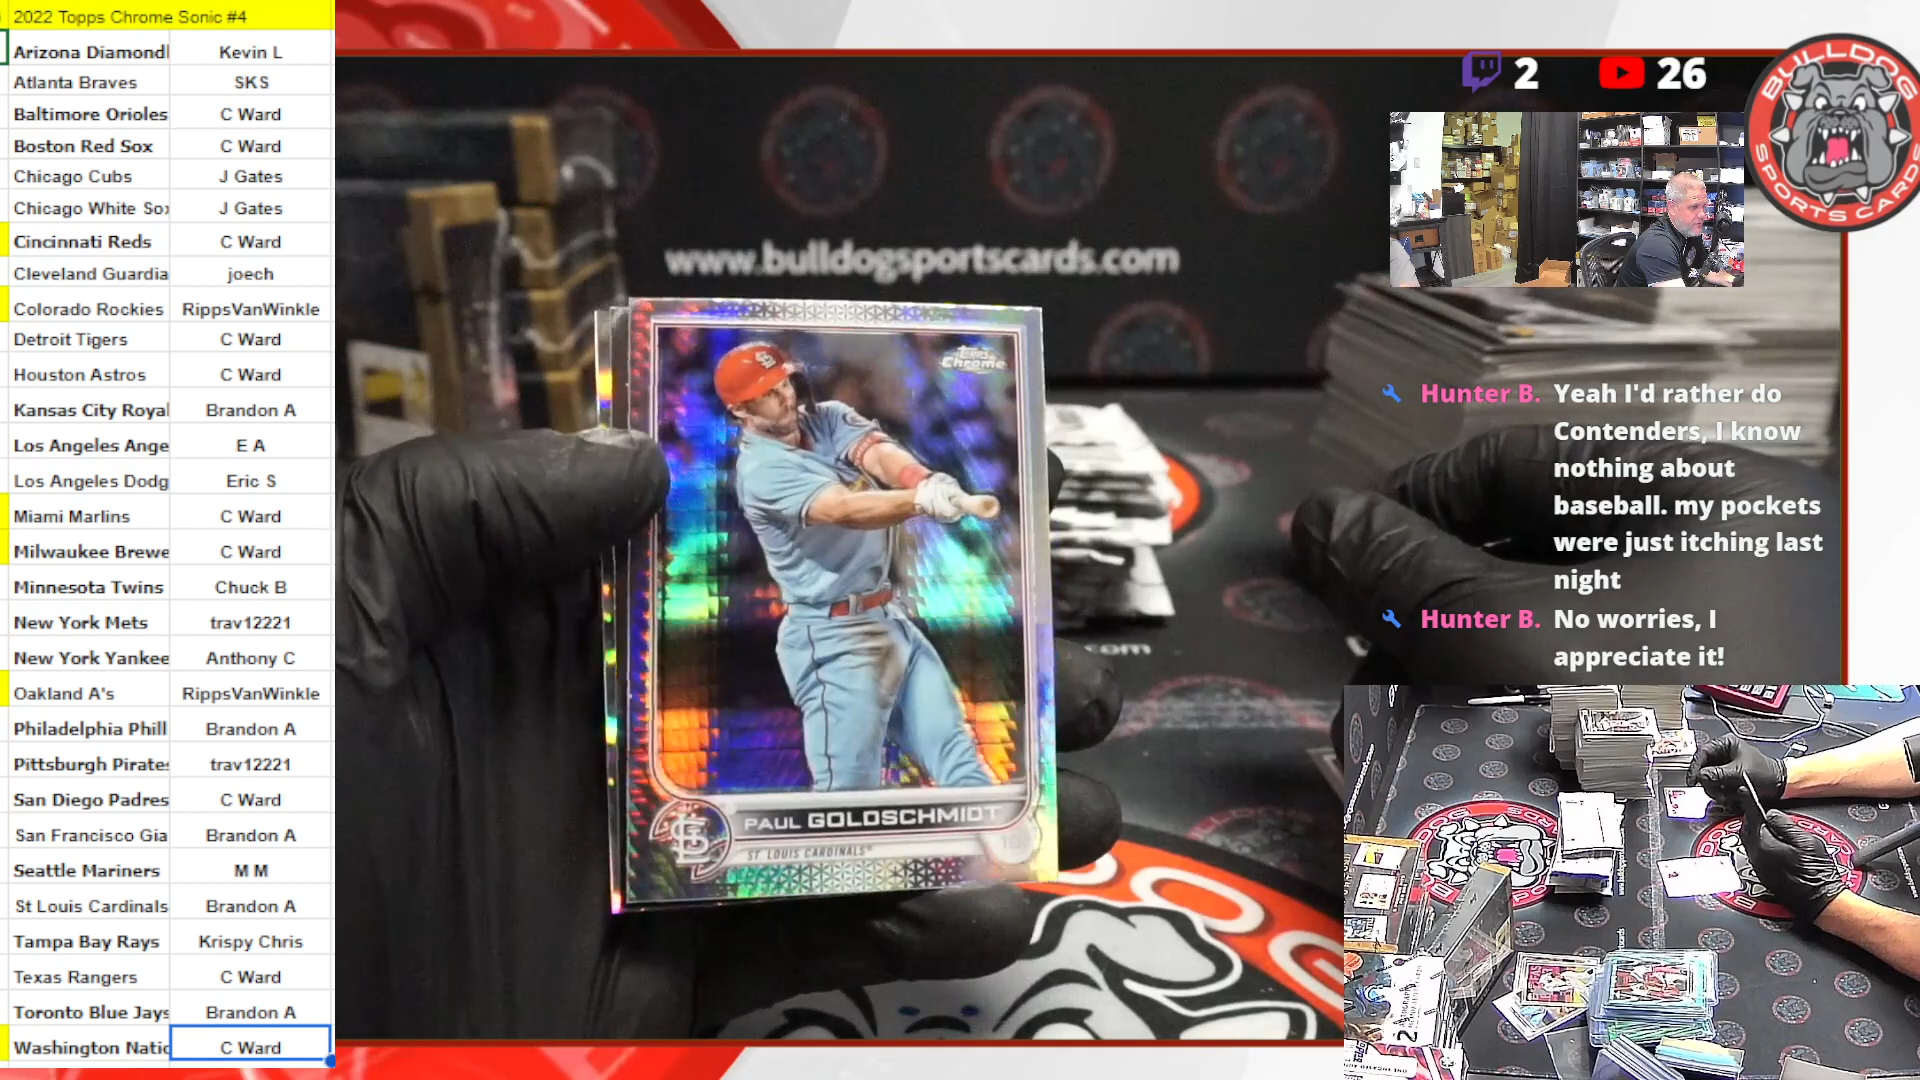 2022 Topps Chrome Sonic #4
Arizona Diamond Kevin L
Atlanta Braves SKS
Baltimore Orioles C Ward
Boston Red Sox C Ward
Chicago Cubs J Gates
Chicago White Sox J Gates
Cincinnati Reds C Ward
Cleveland Guardia joech
Colorado Rockies RippsVanWinkle
Detroit Tigers C Ward
Houston Astros C Ward
Kansas City Royal Brandon A
Los Angeles Ange E A
Los Angeles Dodg Eric S
Miami Marlins C Ward
Milwaukee Brewe C Ward
Minnesota Twins Chuck B
New York Mets trav12221
New York Yankee Anthony C
Oakland A's RippsVanWinkle
Philadelphia Phill Brandon A
Pittsburgh Pirates trav12221
San Diego Padres C Ward
San Francisco Gia Brandon A
Seattle Mariners M M
St Louis Cardinals Brandon A
Tampa Bay Rays Krispy Chris
Texas Rangers C Ward
Toronto Blue Jays Brandon A
Washington Natio C Ward
2 26
BULLDOG
SPORTS CARDS
www.bulldogsportscards.com
Topps
Chrome
PAUL GOLDSCHMIDT
ST. LOUIS CARDINALS
.com
Hunter B. Yeah I'd rather do
Contenders, I know
nothing about
baseball. my pockets
were just itching last
night
Hunter B. No worries, I
appreciate it!